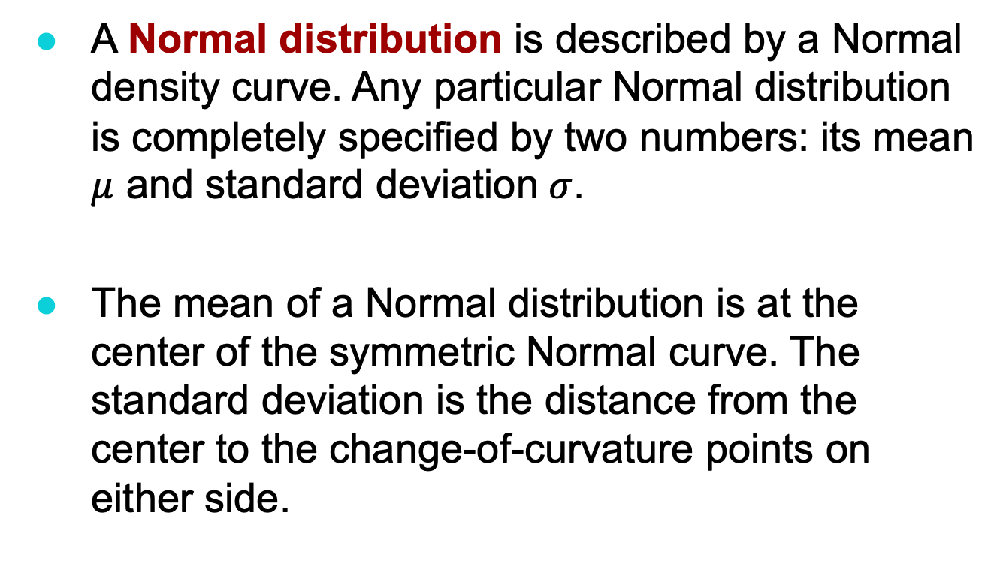 • A Normal distribution is described by a Normal
density curve. Any particular Normal distribution
is completely specified by two numbers: its mean
μ and standard deviation σ.
• The mean of a Normal distribution is at the
center of the symmetric Normal curve. The
standard deviation is the distance from the
center to the change-of-curvature points on
either side.